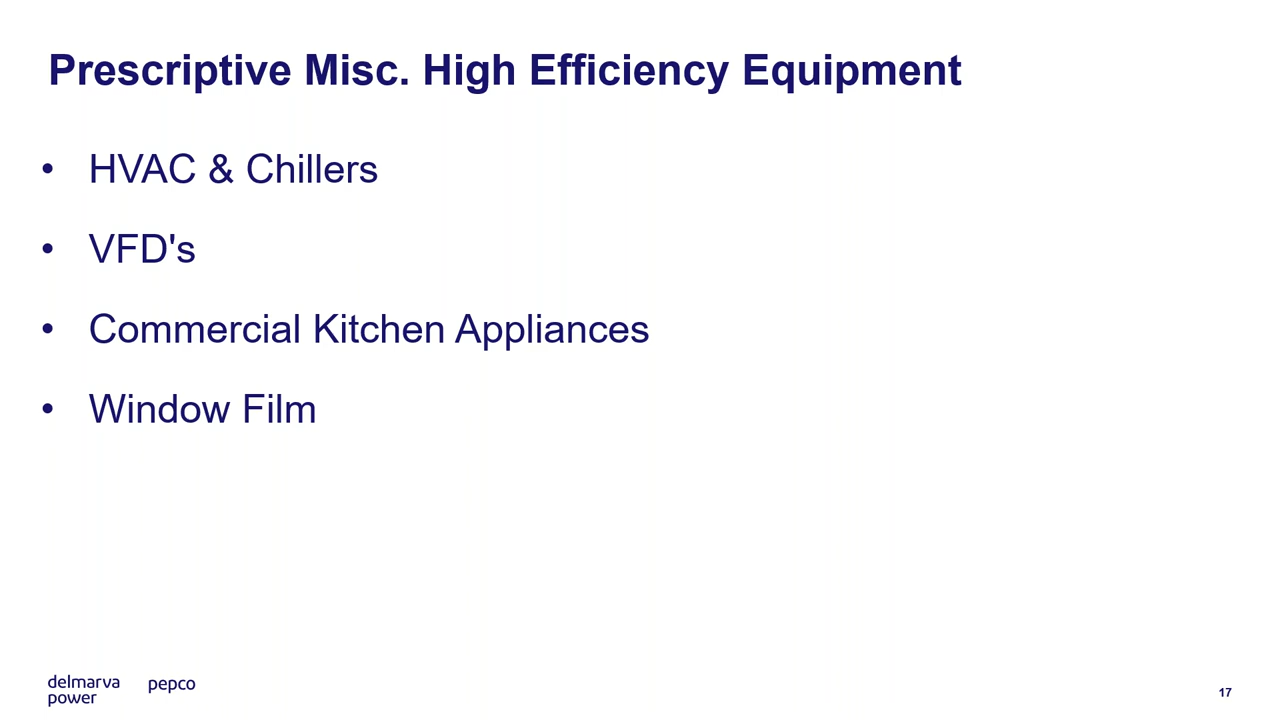 Prescriptive Misc. High Efficiency Equipment
• HVAC & Chillers
• VFD's
• Commercial Kitchen Appliances
• Window Film
delmarva
power
pepco
17